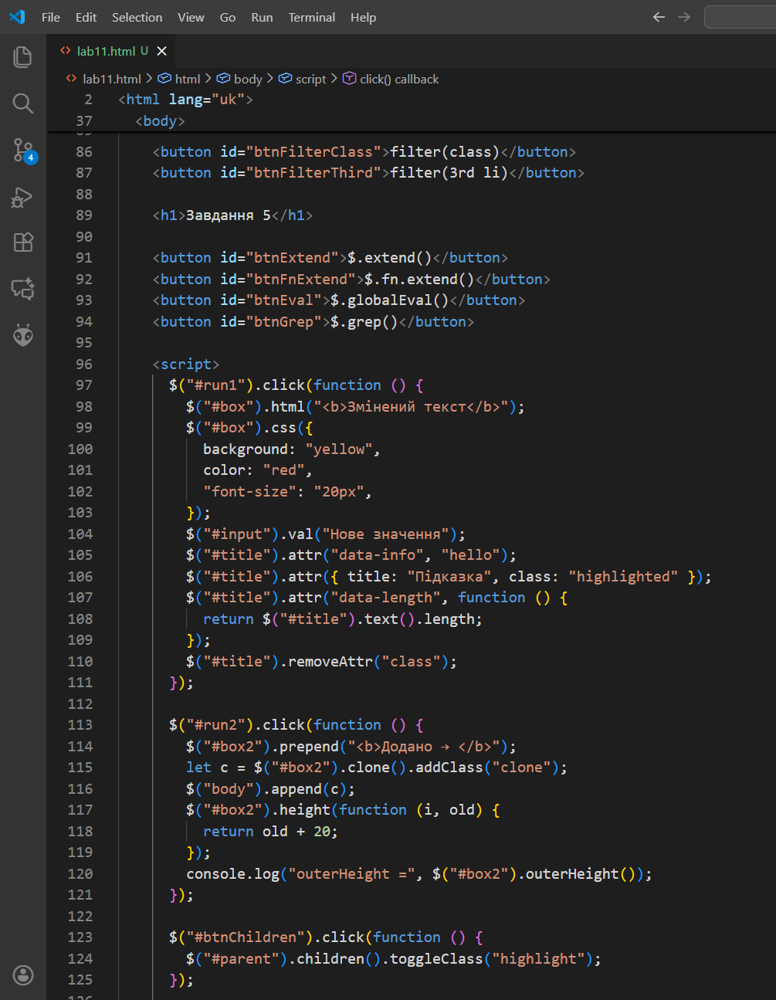 File Edit Selection View Go Run Terminal Help
lab11.html U
lab11.html > html > body > script > click() callback
2 <html lang="uk">
37 <body>
86 <button id="btnFilterClass">filter(class)</button>
87 <button id="btnFilterThird">filter(3rd li)</button>
88
89 <h1>Завдання 5</h1>
90
91 <button id="btnExtend">$.extend()</button>
92 <button id="btnFnExtend">$.fn.extend()</button>
93 <button id="btnEval">$.globalEval()</button>
94 <button id="btnGrep">$.grep()</button>
95
96 <script>
97 $("#run1").click(function () {
98 $("#box").html("<b>Змінений текст</b>");
99 $("#box").css({
100 background: "yellow",
101 color: "red",
102 "font-size": "20px",
103 });
104 $("#input").val("Нове значення");
105 $("#title").attr("data-info", "hello");
106 $("#title").attr({ title: "Підказка", class: "highlighted" });
107 $("#title").attr("data-length", function () {
108 return $("#title").text().length;
109 });
110 $("#title").removeAttr("class");
111 });
112
113 $("#run2").click(function () {
114 $("#box2").prepend("<b>Додано → </b>");
115 let c = $("#box2").clone().addClass("clone");
116 $("body").append(c);
117 $("#box2").height(function (i, old) {
118 return old + 20;
119 });
120 console.log("outerHeight =", $("#box2").outerHeight());
121 });
122
123 $("#btnChildren").click(function () {
124 $("#parent").children().toggleClass("highlight");
125 });
4